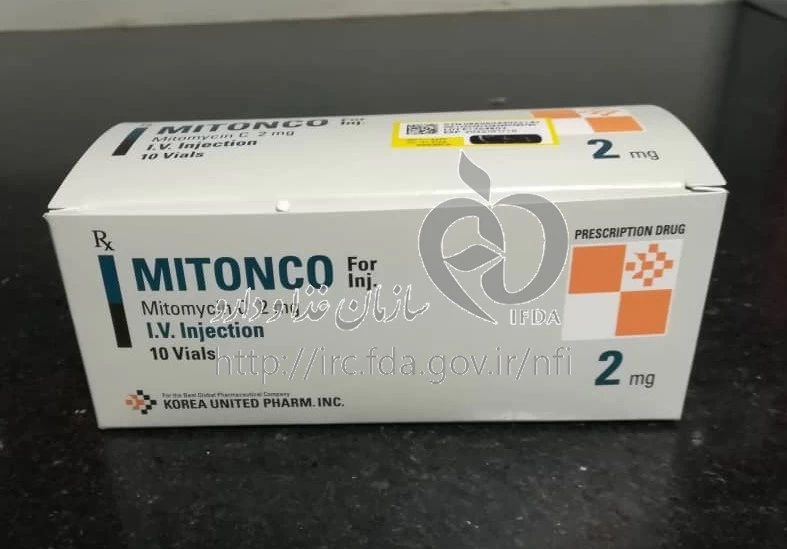 MITONCO For Inj.
Mitomycin C 2 mg
I.V. Injection
10 Vials
2 mg
Rx
PRESCRIPTION DRUG
MITONCO For Inj.
Mitomycin C 2 mg
I.V. Injection
10 Vials
2 mg
For the Best Global Pharmaceutical Company
KOREA UNITED PHARM. INC.
سازمان غذا و دارو
IFDA
http://irc.fda.gov.ir/nfi